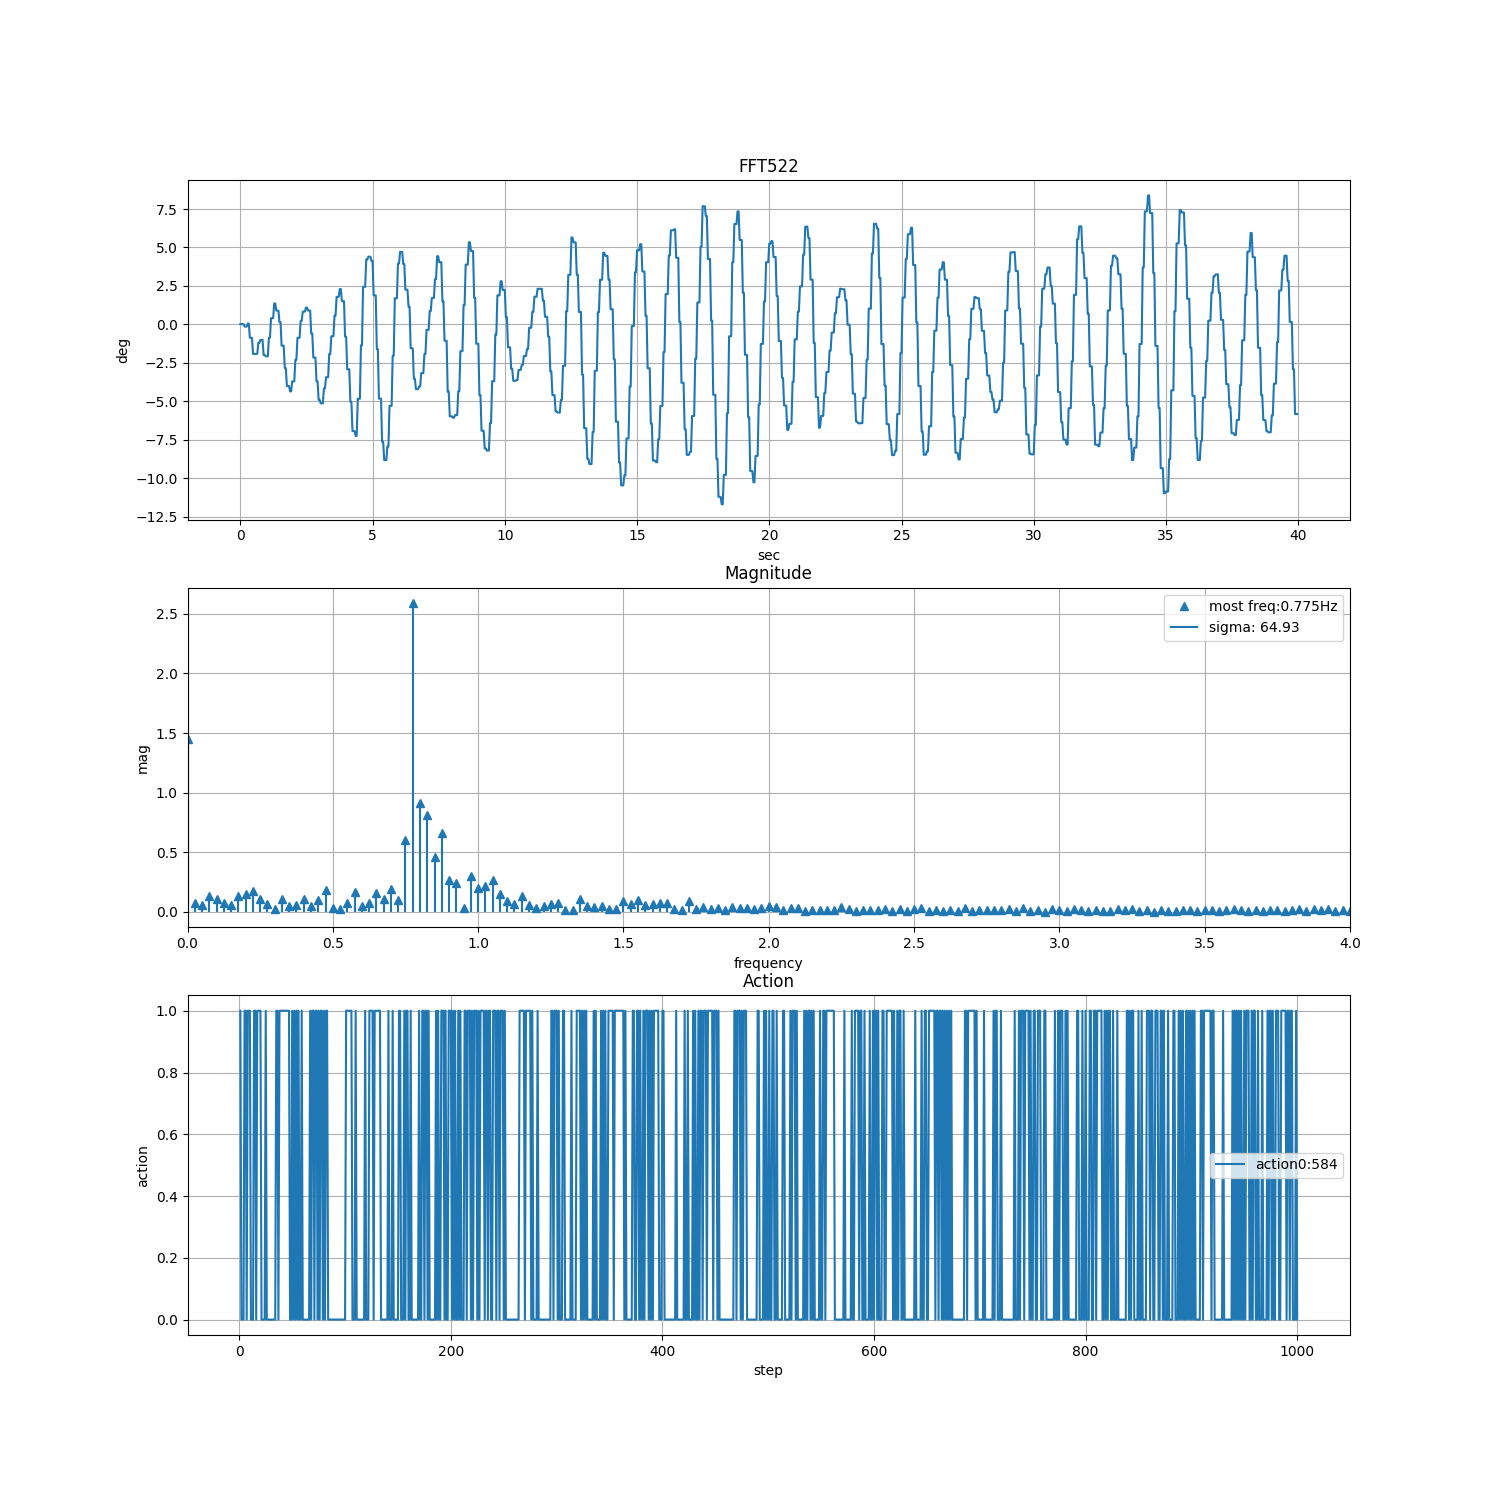 FFT522
7.5
5.0
2.5
0.0
−2.5
−5.0
−7.5
−10.0
−12.5
deg
0 5 10 15 20 25 30 35 40
sec
Magnitude
most freq:0.775Hz
sigma: 64.93
2.5
2.0
1.5
1.0
0.5
0.0
mag
0.0 0.5 1.0 1.5 2.0 2.5 3.0 3.5 4.0
frequency
Action
1.0
0.8
0.6
0.4
0.2
0.0
action
action0:584
0 200 400 600 800 1000
step